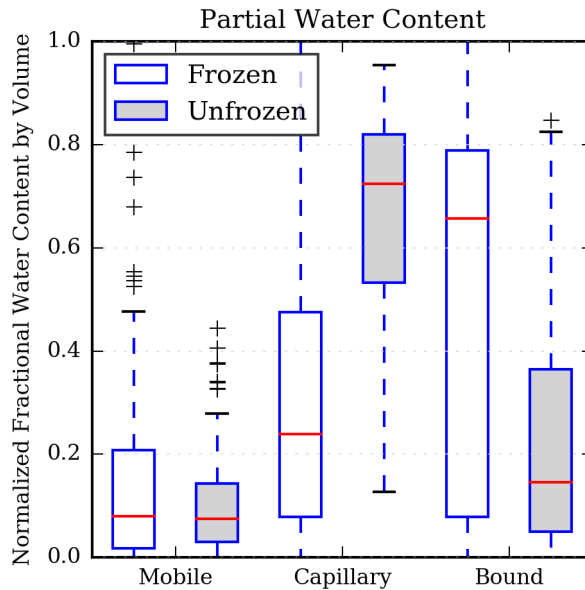 Partial Water Content
Normalized Fractional Water Content by Volume
1.0
0.8
0.6
0.4
0.2
0.0
Frozen
Unfrozen
Mobile Capillary Bound